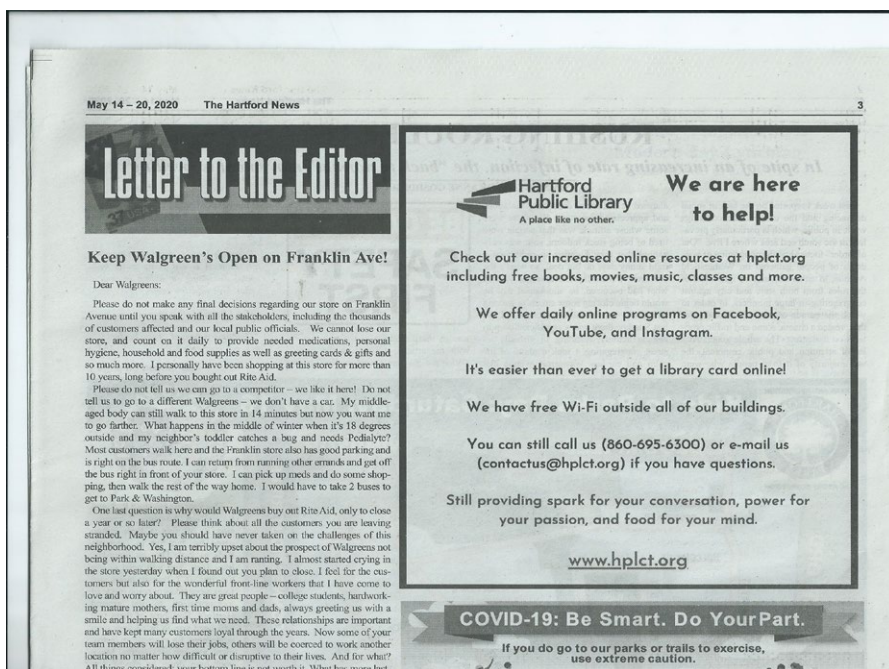 May 14 – 20, 2020 The Hartford News 3
Letter to the Editor
37 USA
Keep Walgreen's Open on Franklin Ave!
Dear Walgreens:
Please do not make any final decisions regarding our store on Franklin
Avenue until you speak with all the stakeholders, including the thousands
of customers affected and our local public officials. We cannot lose our
store, and count on it daily to provide needed medications, personal
hygiene, household and food supplies as well as greeting cards & gifts and
so much more. I personally have been shopping at this store for more than
10 years, long before you bought out Rite Aid.
Please do not tell us we can go to a competitor – we like it here! Do not
tell us to go to a different Walgreens – we don't have a car. My middle-
aged body can still walk to this store in 14 minutes but now you want me
to go farther. What happens in the middle of winter when it's 18 degrees
outside and my neighbor's toddler catches a bug and needs Pedialyte?
Most customers walk here and the Franklin store also has good parking and
is right on the bus route. I can return from running other errands and get off
the bus right in front of your store. I can pick up meds and do some shop-
ping, then walk the rest of the way home. I would have to take 2 buses to
get to Park & Washington.
One last question is why would Walgreens buy out Rite Aid, only to close
a year or so later? Please think about all the customers you are leaving
stranded. Maybe you should have never taken on the challenges of this
neighborhood. Yes, I am terribly upset about the prospect of Walgreens not
being within walking distance and I am ranting. I almost started crying in
the store yesterday when I found out you plan to close. I feel for the cus-
tomers but also for the wonderful front-line workers that I have come to
love and worry about. They are great people – college students, hardwork-
ing mature mothers, first time moms and dads, always greeting us with a
smile and helping us find what we need. These relationships are important
and have kept many customers loyal through the years. Now some of your
team members will lose their jobs, others will be coerced to work another
location no matter how difficult or disruptive to their lives. And for what?
All things considered; your bottom line is not worth it. What has more last-
Hartford
Public Library
A place like no other.
We are here
to help!
Check out our increased online resources at hplct.org
including free books, movies, music, classes and more.
We offer daily online programs on Facebook,
YouTube, and Instagram.
It's easier than ever to get a library card online!
We have free Wi-Fi outside all of our buildings.
You can still call us (860-695-6300) or e-mail us
(contactus@hplct.org) if you have questions.
Still providing spark for your conversation, power for
your passion, and food for your mind.
www.hplct.org
COVID-19: Be Smart. Do YourPart.
If you do go to our parks or trails to exercise,
use extreme caution.